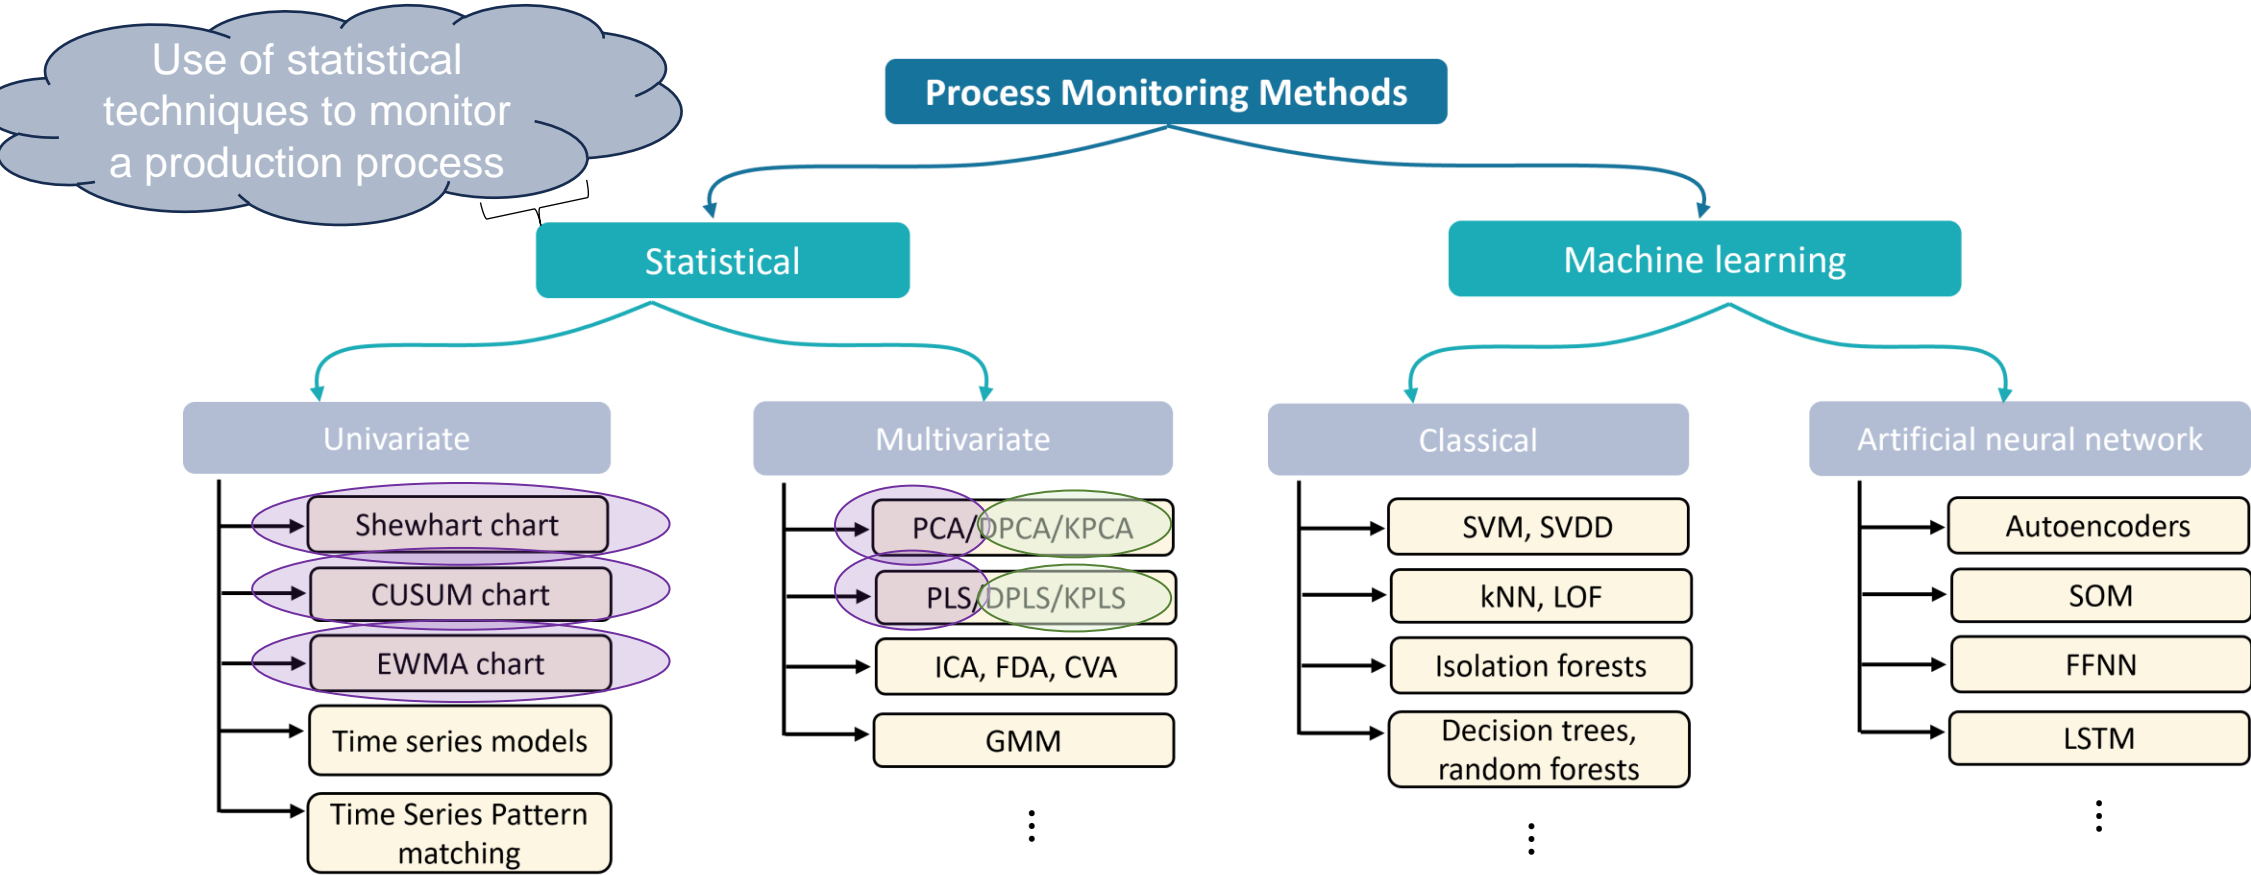 Use of statistical
techniques to monitor
a production process
Process Monitoring Methods
Statistical
Machine learning
Univariate
Multivariate
Classical
Artificial neural network
Shewhart chart
CUSUM chart
EWMA chart
Time series models
Time Series Pattern
matching
PCA/DPCA/KPCA
PLS/DPLS/KPLS
ICA, FDA, CVA
GMM
⋮
SVM, SVDD
kNN, LOF
Isolation forests
Decision trees,
random forests
⋮
Autoencoders
SOM
FFNN
LSTM
⋮